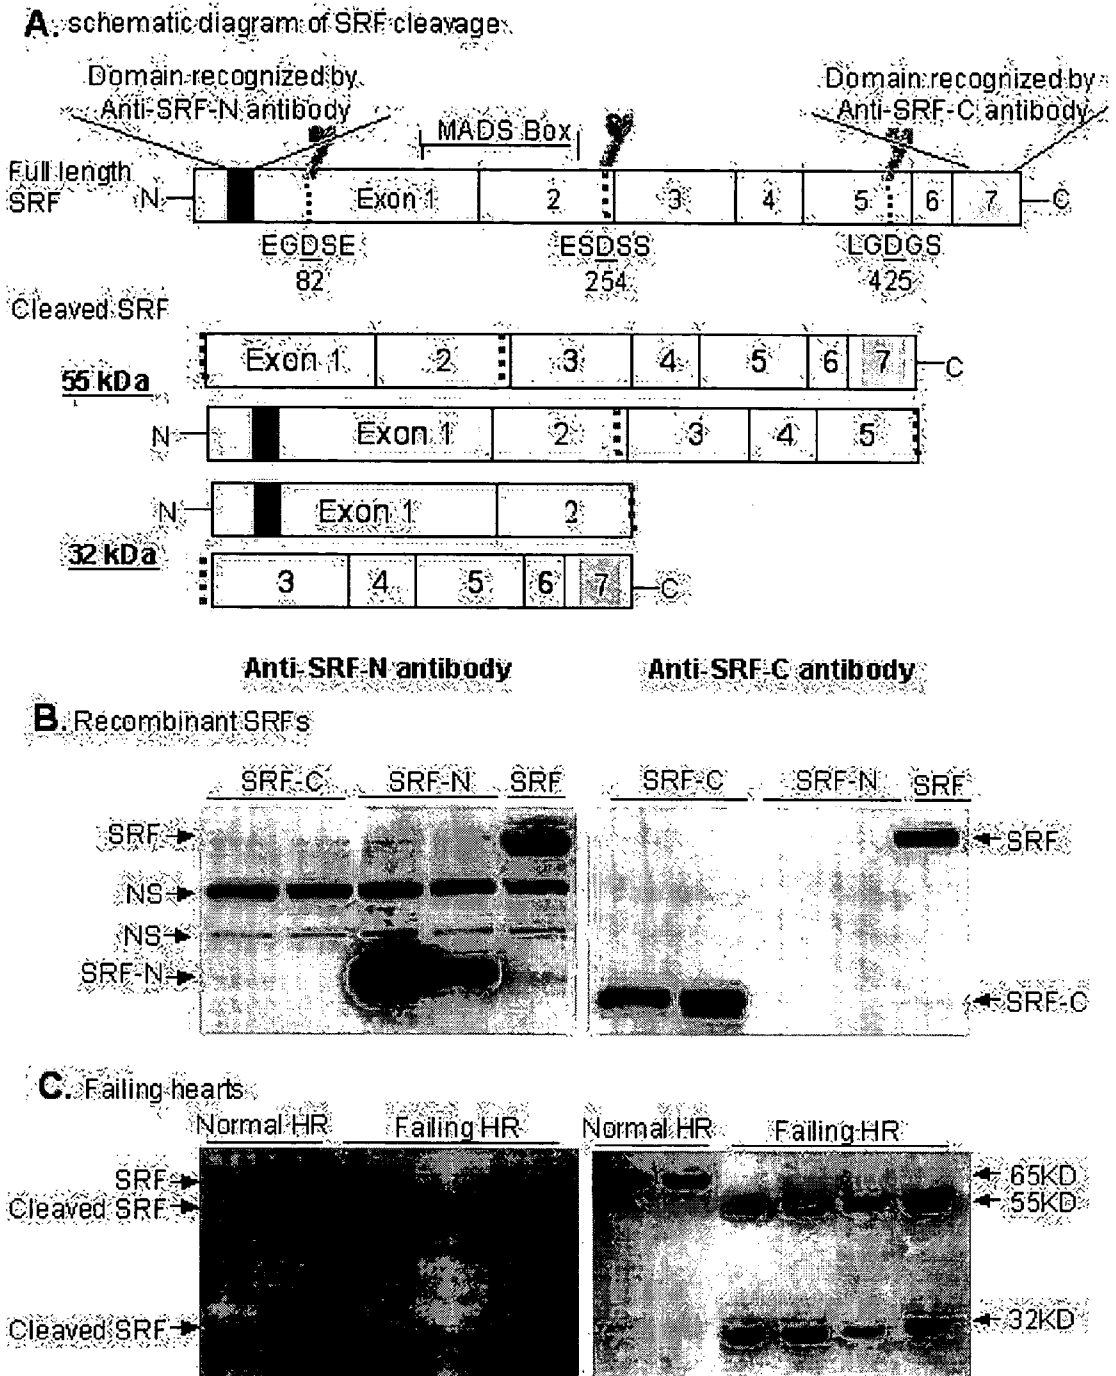 A. schematic diagram of SRF cleavage
Domain recognized by
Anti-SRF-N antibody
Domain recognized by
Anti-SRF-C antibody
MADS Box
Full length
SRF
N
Exon 1
2
3
4
5
6
7
C
EGDSE
82
ESDSS
254
LGDGS
425
Cleaved SRF
55 kDa
Exon 1
2
3
4
5
6
7
C
N
Exon 1
2
3
4
5
N
Exon 1
2
32 kDa
3
4
5
6
7
C
Anti-SRF-N antibody
Anti-SRF-C antibody
B. Recombinant SRFs
SRF-C
SRF-N
SRF
SRF-C
SRF-N
SRF
SRF
NS
NS
SRF-N
SRF
SRF-C
C. Failing hearts
Normal HR
Failing HR
Normal HR
Failing HR
SRF
Cleaved SRF
Cleaved SRF
65KD
55KD
32KD